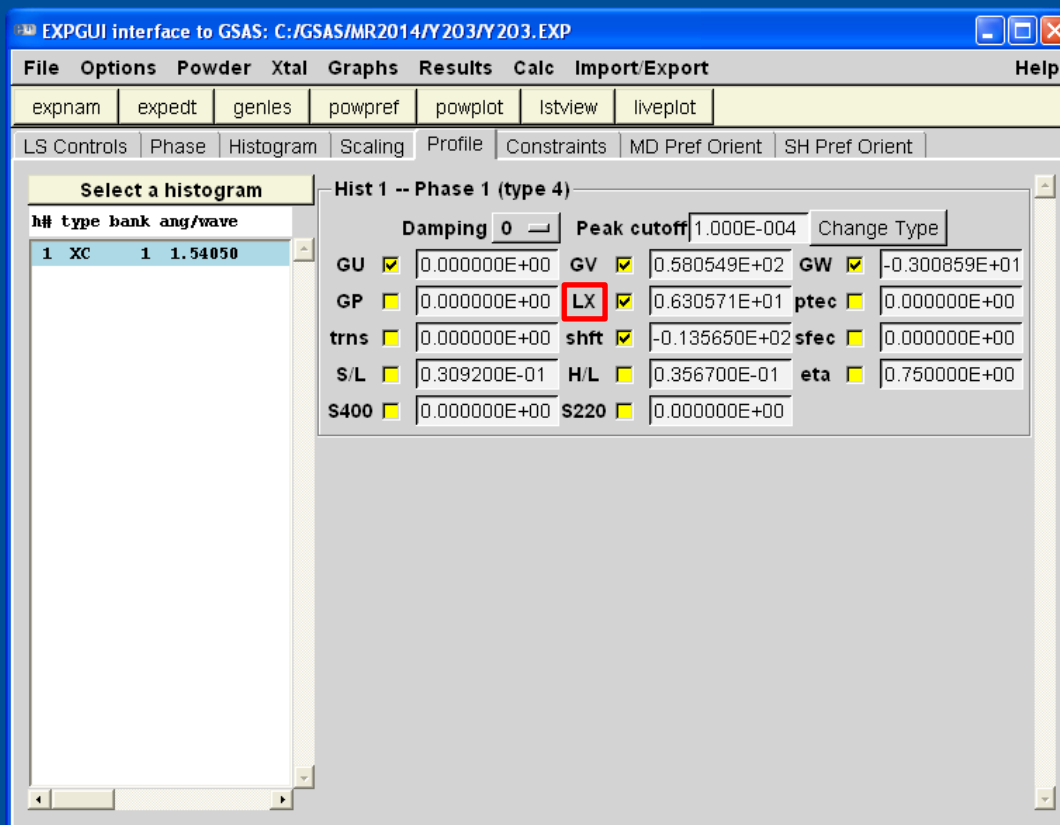 EXPGUI interface to GSAS: C:/GSAS/MR2014/Y2O3/Y2O3.EXP
File Options Powder Xtal Graphs Results Calc Import/Export Help
expnam expedt genles powpref powplot lstview liveplot
LS Controls Phase Histogram Scaling Profile Constraints MD Pref Orient SH Pref Orient
Select a histogram
h# type bank ang/wave
1 XC 1 1.54050
Hist 1 -- Phase 1 (type 4)
Damping 0 Peak cutoff 1.000E-004 Change Type
GU 0.000000E+00 GV 0.580549E+02 GW -0.300859E+01
GP 0.000000E+00 LX 0.630571E+01 ptec 0.000000E+00
trns 0.000000E+00 shft -0.135650E+02 sfec 0.000000E+00
S/L 0.309200E-01 H/L 0.356700E-01 eta 0.750000E+00
S400 0.000000E+00 S220 0.000000E+00